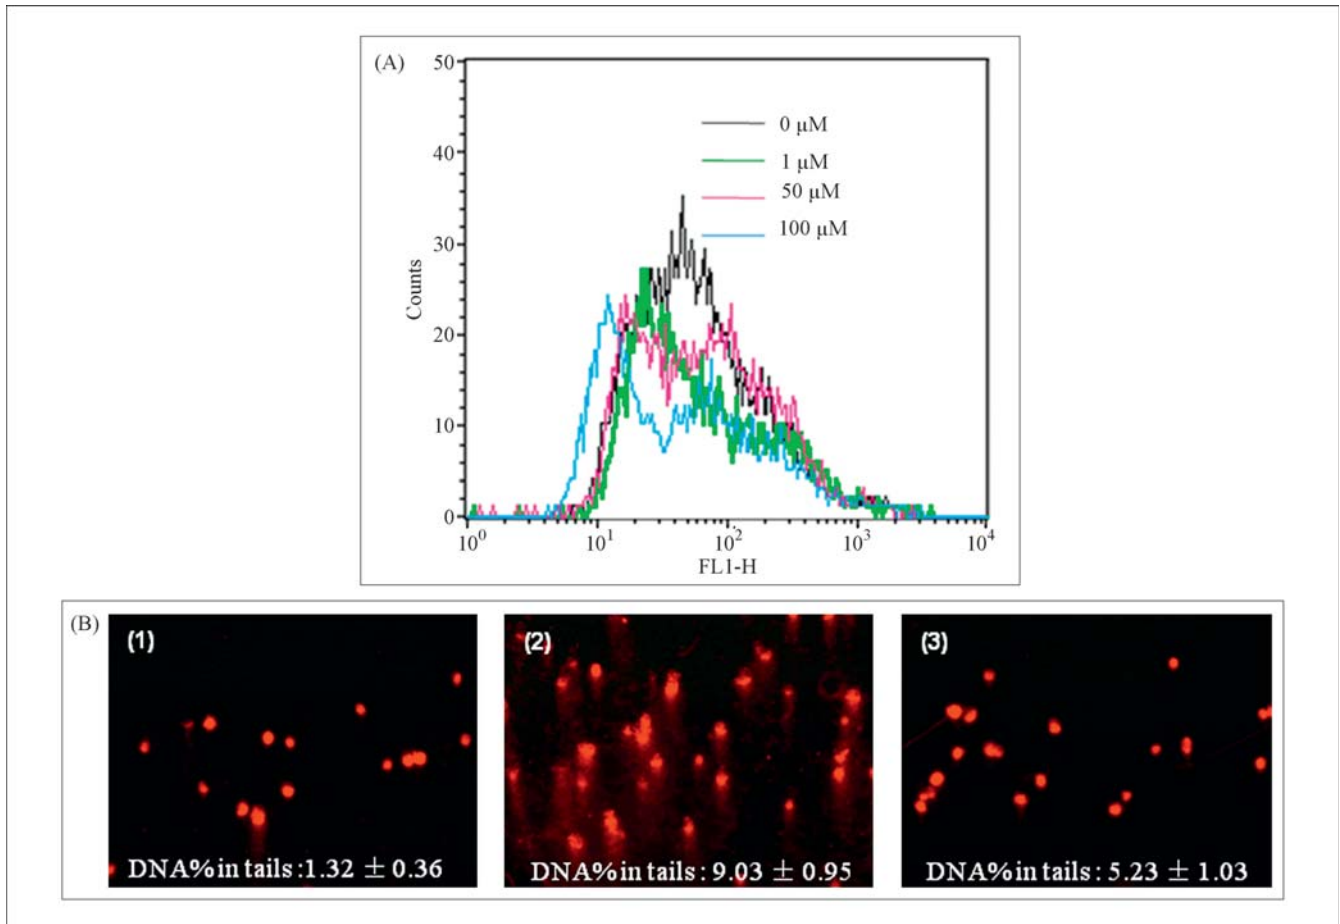 (A)
50
40
30
20
10
0
Counts
0 µM
1 µM
50 µM
100 µM
10⁰ 10¹ 10² 10³ 10⁴
FL1-H
(B)
(1) (2) (3)
DNA%in tails :1.32 ± 0.36 DNA%in tails : 9.03 ± 0.95 DNA%in tails : 5.23 ± 1.03